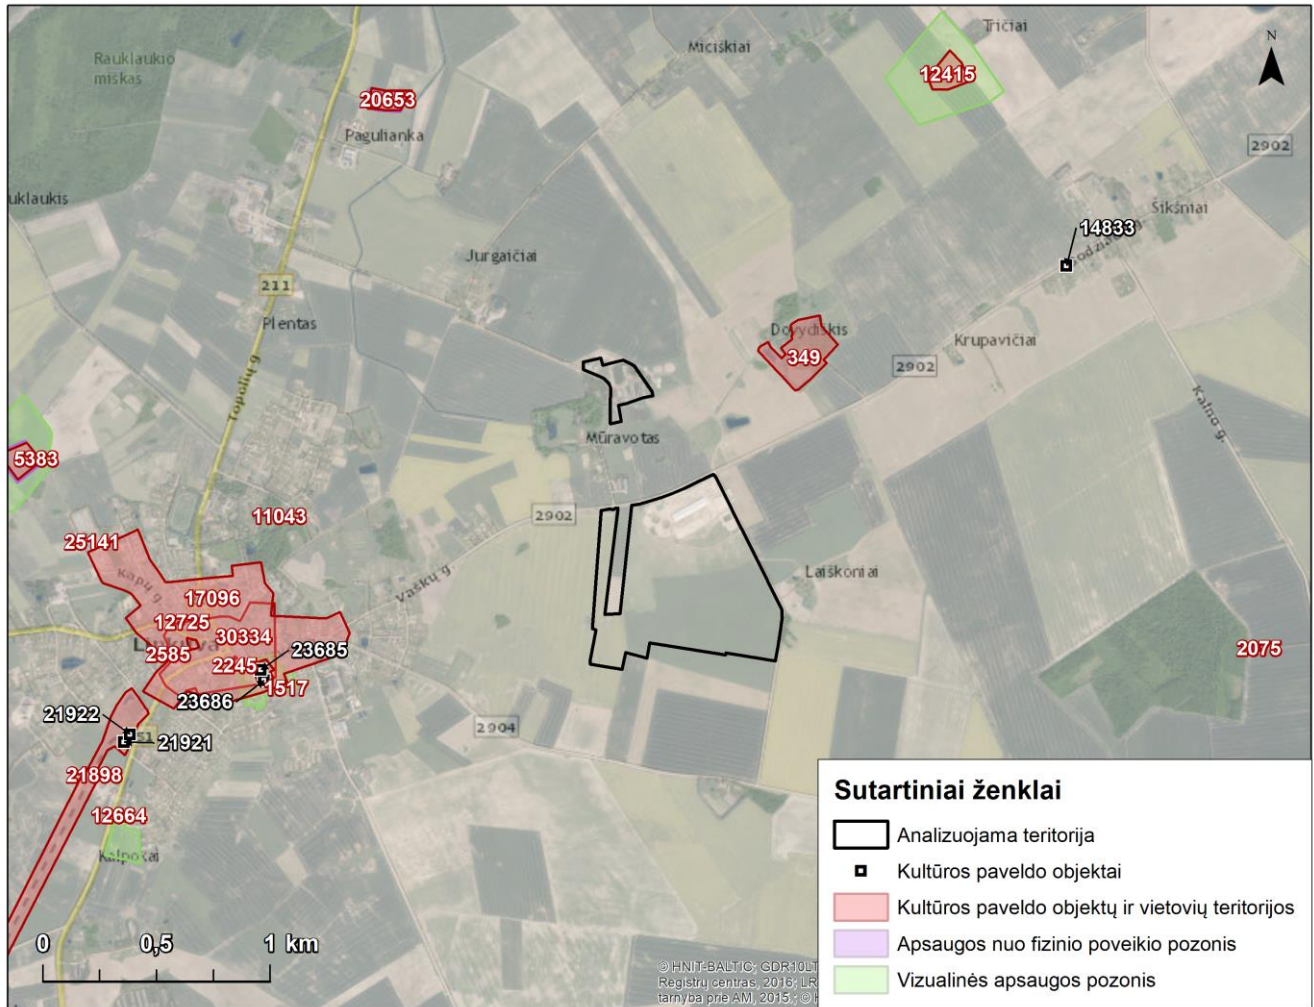 Tričiai
Miciškiai
N
Rauklaukio
miškas
12415
20653
Pagulianka
2902
uklaukis
Šikšniai
14833
Jurgaičiai
211
Plentas
Dovydiškis
349
Krupavičiai
2902
Topolių g.
Kalno g.
Mūravotas
5383
11043
2902
25141
Kapų g.
Vaškų g.
Laiškoniai
17096
12725
30334
2585
2245
23685
2075
23686
1517
21922
21921
2904
21898
12664
Kalpokai
0 0,5 1 km
Sutartiniai ženklai
Analizuojama teritorija
Kultūros paveldo objektai
Kultūros paveldo objektų ir vietovių teritorijos
Apsaugos nuo fizinio poveikio pozonis
Vizualinės apsaugos pozonis
© HNIT-BALTIC; GDR10LT
Registrų centras, 2016; LR
tarnyba prie AM, 2015.; ©